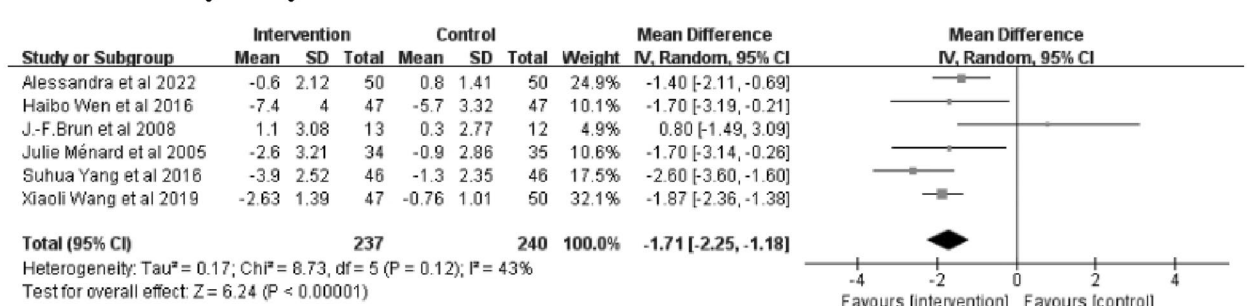 Intervention Control Mean Difference Mean Difference
Study or Subgroup Mean SD Total Mean SD Total Weight IV, Random, 95% CI IV, Random, 95% CI
Alessandra et al 2022 -0.6 2.12 50 0.8 1.41 50 24.9% -1.40 [-2.11, -0.69]
Haibo Wen et al 2016 -7.4 4 47 -5.7 3.32 47 10.1% -1.70 [-3.19, -0.21]
J.-F.Brun et al 2008 1.1 3.08 13 0.3 2.77 12 4.9% 0.80 [-1.49, 3.09]
Julie Ménard et al 2005 -2.6 3.21 34 -0.9 2.86 35 10.6% -1.70 [-3.14, -0.26]
Suhua Yang et al 2016 -3.9 2.52 46 -1.3 2.35 46 17.5% -2.60 [-3.60, -1.60]
Xiaoli Wang et al 2019 -2.63 1.39 47 -0.76 1.01 50 32.1% -1.87 [-2.36, -1.38]
Total (95% CI) 237 240 100.0% -1.71 [-2.25, -1.18]
Heterogeneity: Tau² = 0.17; Chi² = 8.73, df = 5 (P = 0.12); I² = 43%
Test for overall effect: Z = 6.24 (P < 0.00001)
-4 -2 0 2 4
Favours [intervention] Favours [control]